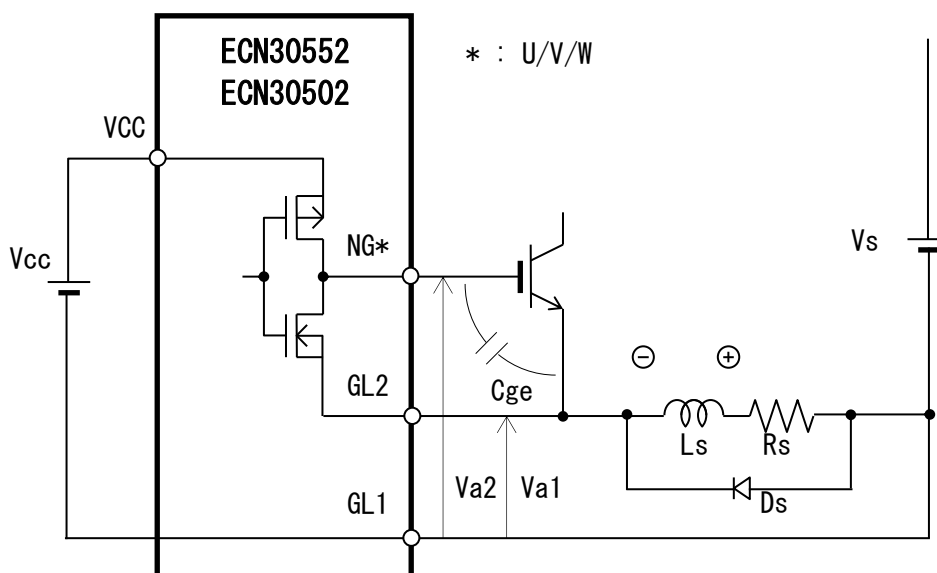 ECN30552
ECN30502
* : U/V/W
VCC
NG*
Vcc
Vs
⊖ ⊕
GL2
Cge
Ls Rs
Va2 Va1
Ds
GL1